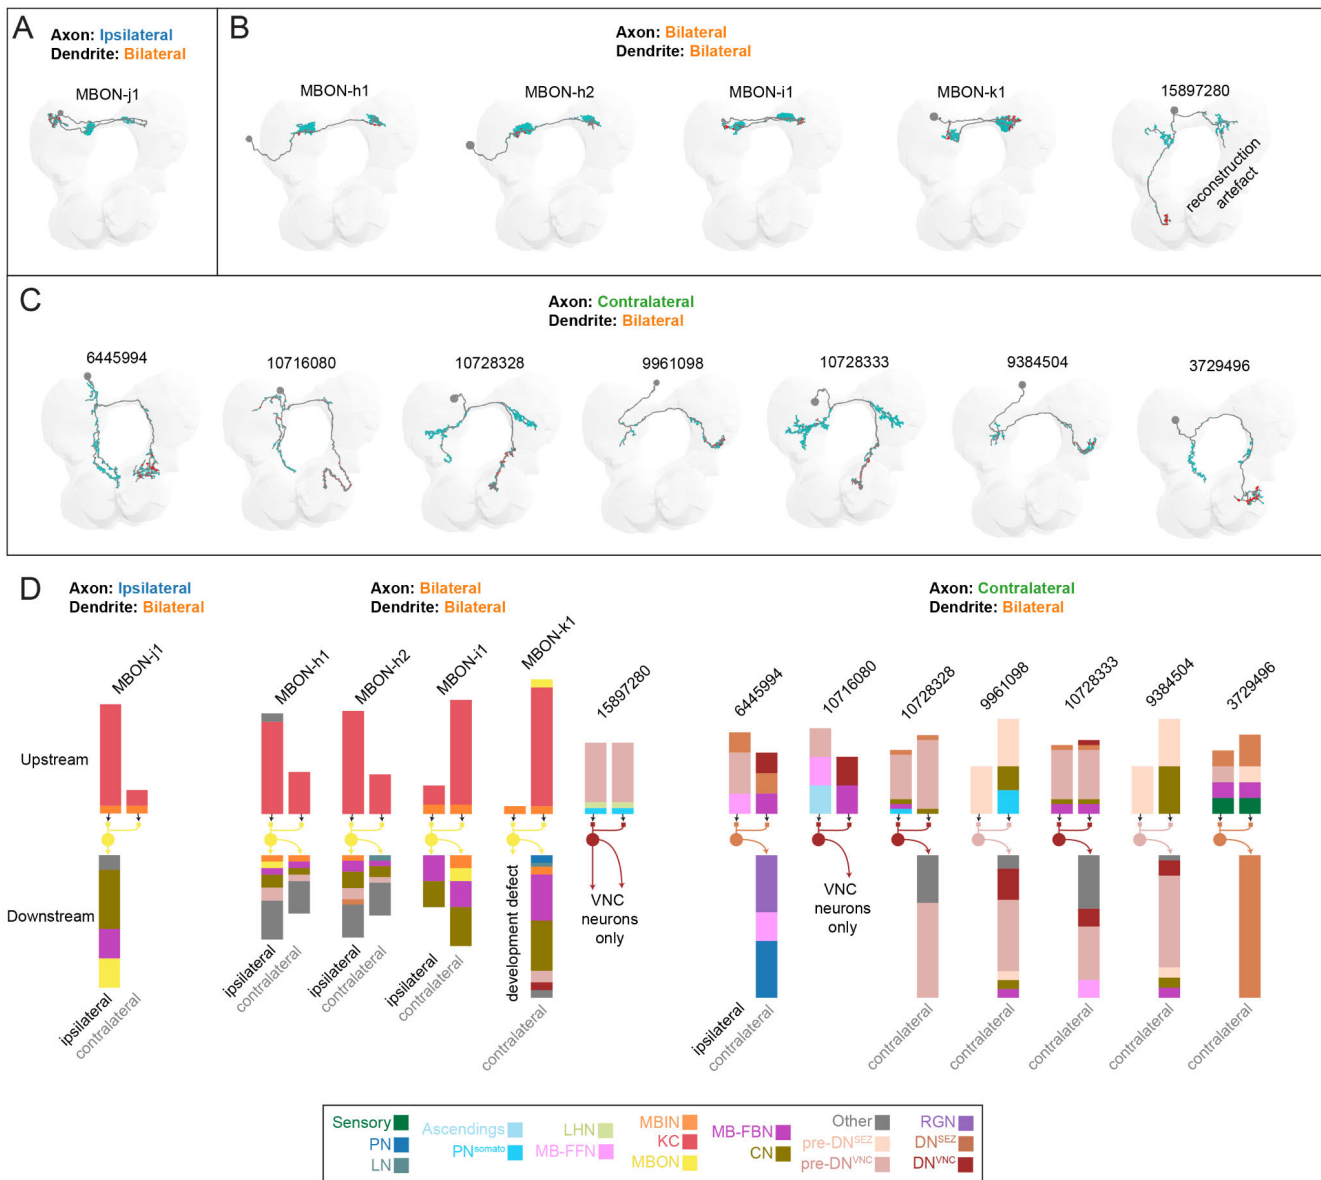 A
Axon: Ipsilateral
Dendrite: Bilateral
MBON-j1
B
Axon: Bilateral
Dendrite: Bilateral
MBON-h1
MBON-h2
MBON-i1
MBON-k1
15897280
reconstruction
artefact
C
Axon: Contralateral
Dendrite: Bilateral
6445994
10716080
10728328
9961098
10728333
9384504
3729496
D
Axon: Ipsilateral
Dendrite: Bilateral
Axon: Bilateral
Dendrite: Bilateral
Axon: Contralateral
Dendrite: Bilateral
MBON-j1
MBON-h1
MBON-h2
MBON-i1
MBON-k1
15897280
6445994
10716080
10728328
9961098
10728333
9384504
3729496
Upstream
Downstream
development defect
VNC
neurons
only
VNC
neurons
only
ipsilateral
contralateral
ipsilateral
contralateral
ipsilateral
contralateral
ipsilateral
contralateral
contralateral
ipsilateral
contralateral
contralateral
contralateral
contralateral
contralateral
contralateral
Sensory
PN
LN
Ascendings
PNsomato
LHN
MB-FFN
MBIN
KC
MBON
MB-FBN
CN
Other
pre-DNSEZ
pre-DNVNC
RGN
DNSEZ
DNVNC